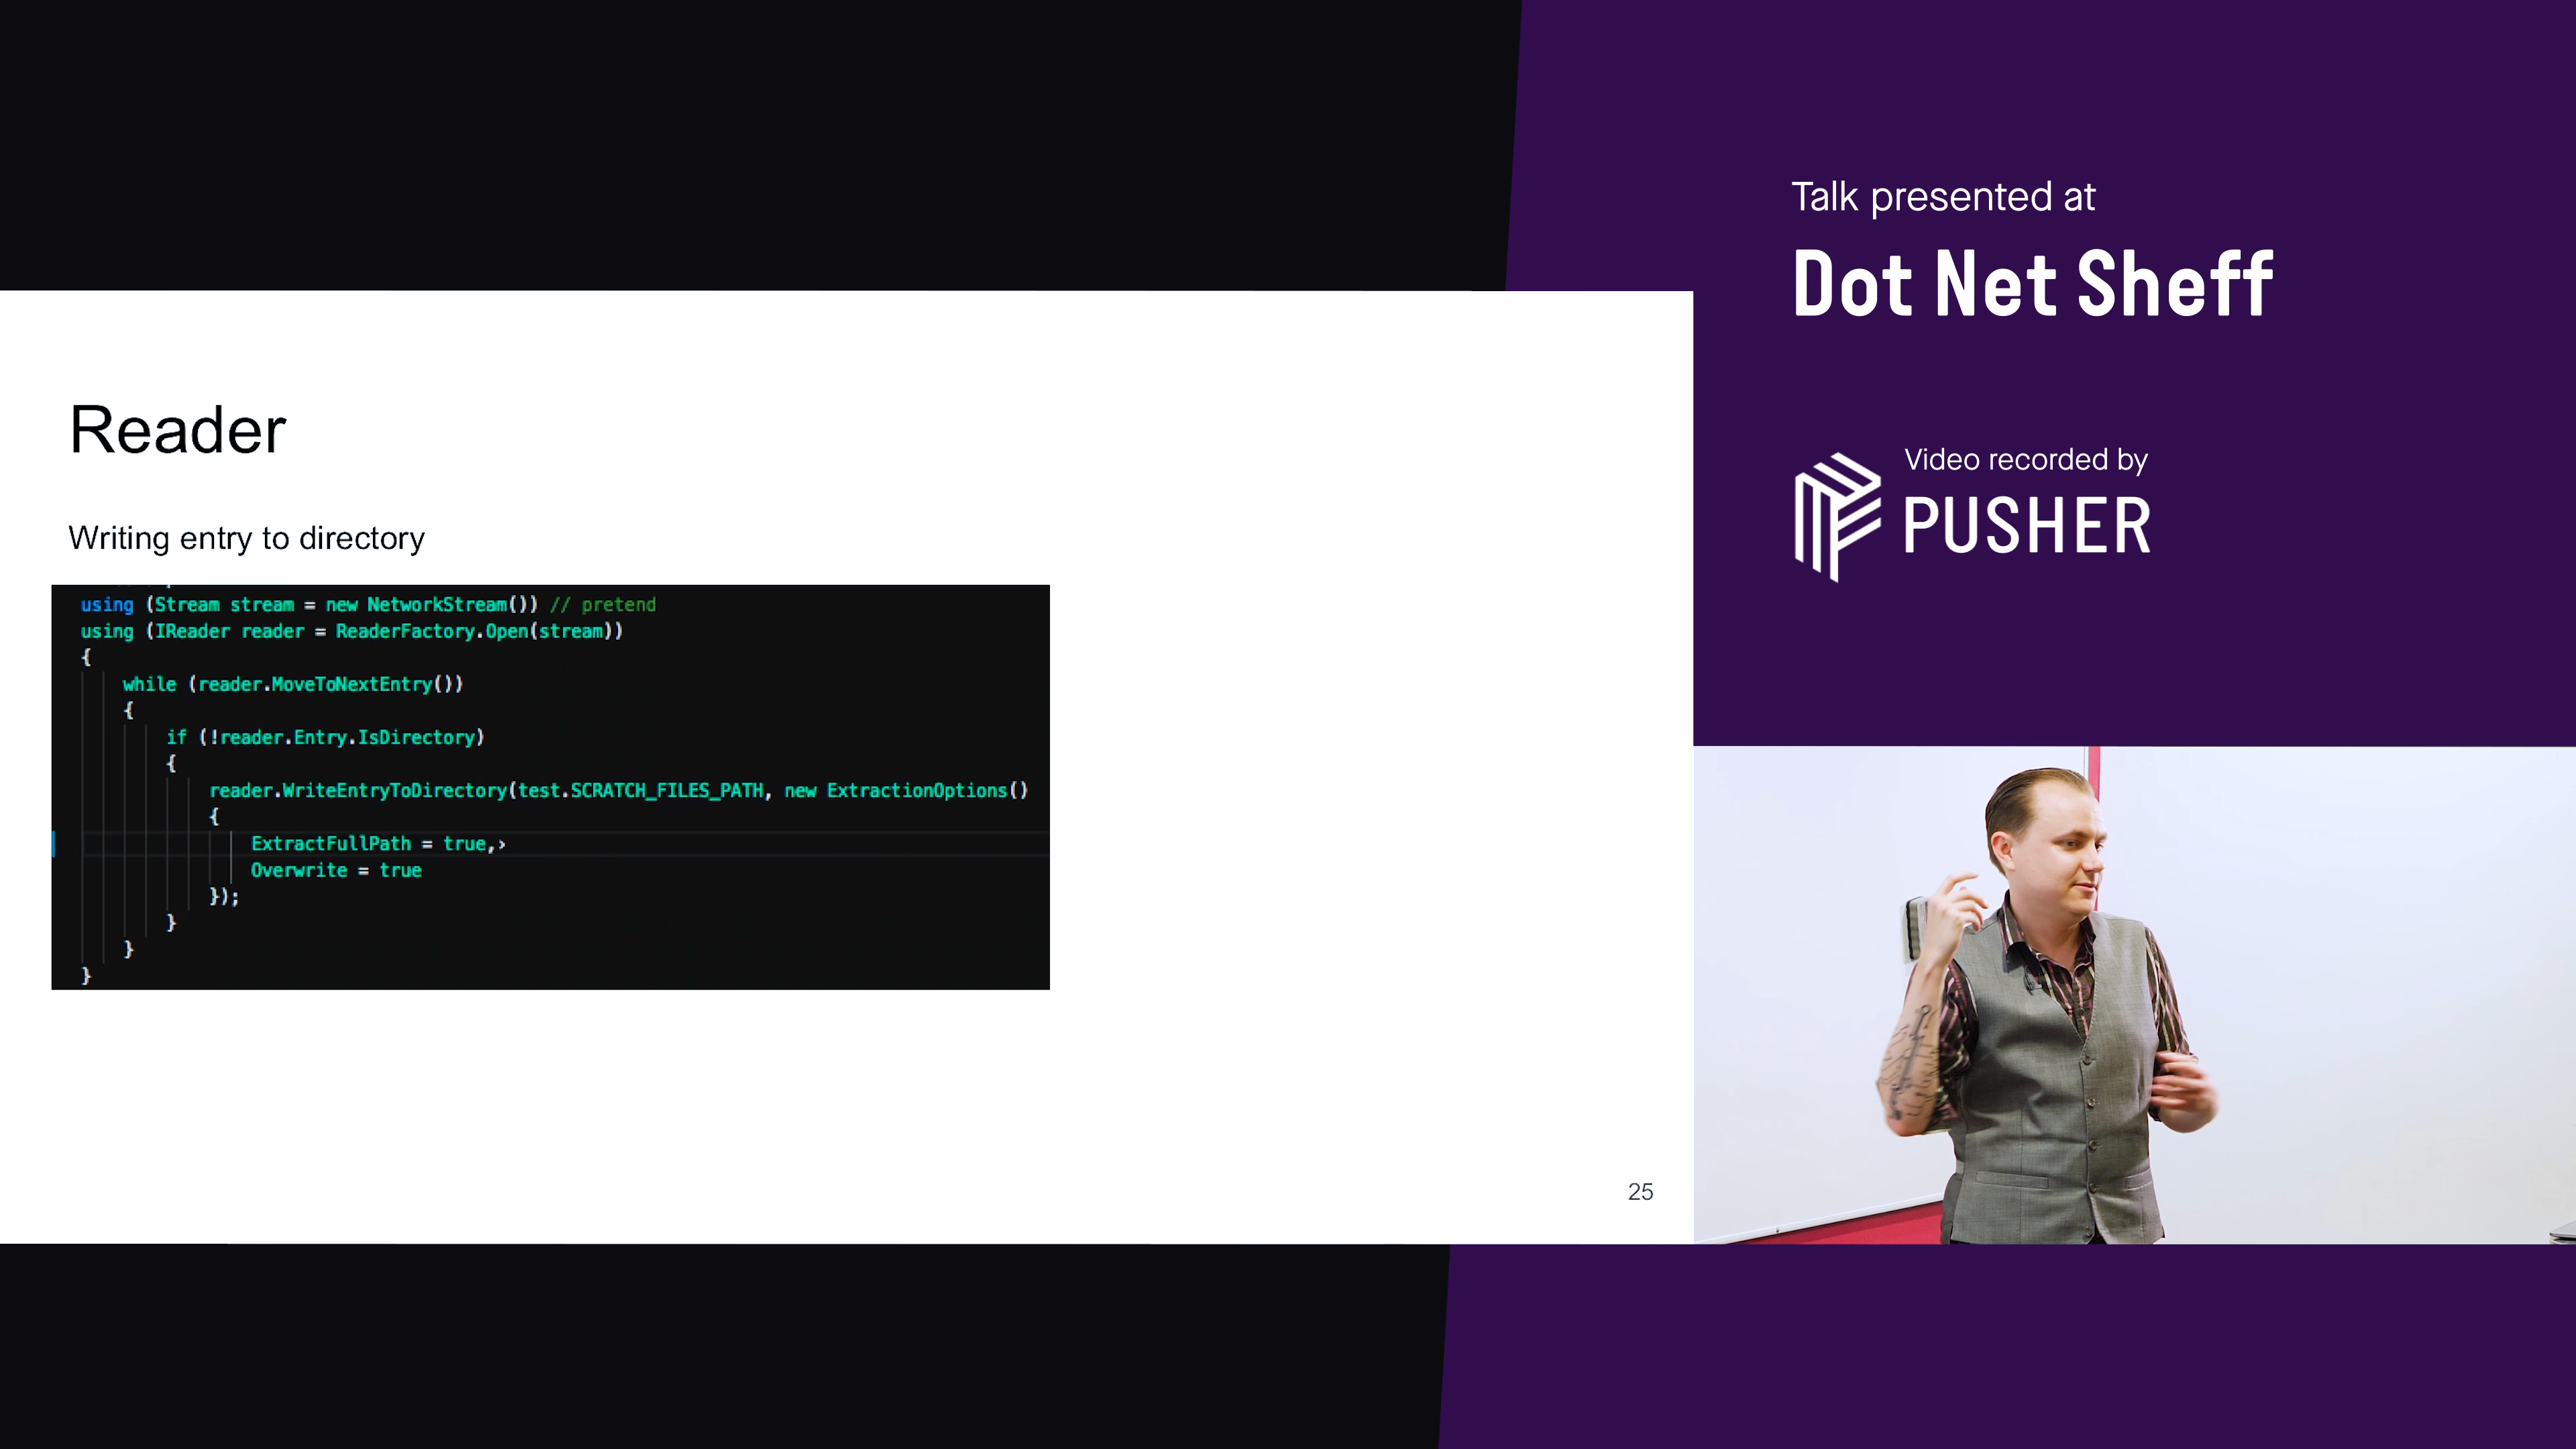 Talk presented at
Dot Net Sheff
Video recorded by
PUSHER
Reader
Writing entry to directory
using (Stream stream = new NetworkStream()) // pretend
using (IReader reader = ReaderFactory.Open(stream))
{
while (reader.MoveToNextEntry())
{
if (!reader.Entry.IsDirectory)
{
reader.WriteEntryToDirectory(test.SCRATCH_FILES_PATH, new ExtractionOptions()
{
ExtractFullPath = true,›
Overwrite = true
});
}
}
}
25